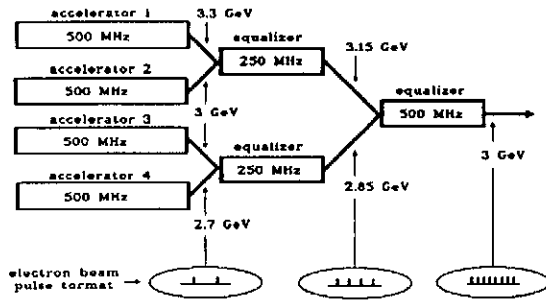 accelerator 1
500 MHz
3.3 GeV
equalizer
250 MHz
accelerator 2
500 MHz
3.15 GeV
equalizer
500 MHz
3 GeV
accelerator 3
500 MHz
equalizer
250 MHz
3 GeV
accelerator 4
500 MHz
2.85 GeV
2.7 GeV
electron beam
pulse tormat